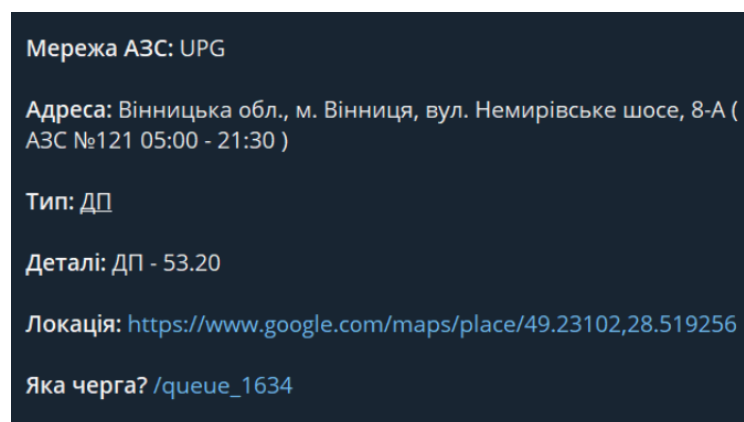 Мережа АЗС: UPG
Адреса: Вінницька обл., м. Вінниця, вул. Немирівське шосе, 8-А (
АЗС №121 05:00 - 21:30 )
Тип: ДП
Деталі: ДП - 53.20
Локація: https://www.google.com/maps/place/49.23102,28.519256
Яка черга? /queue_1634